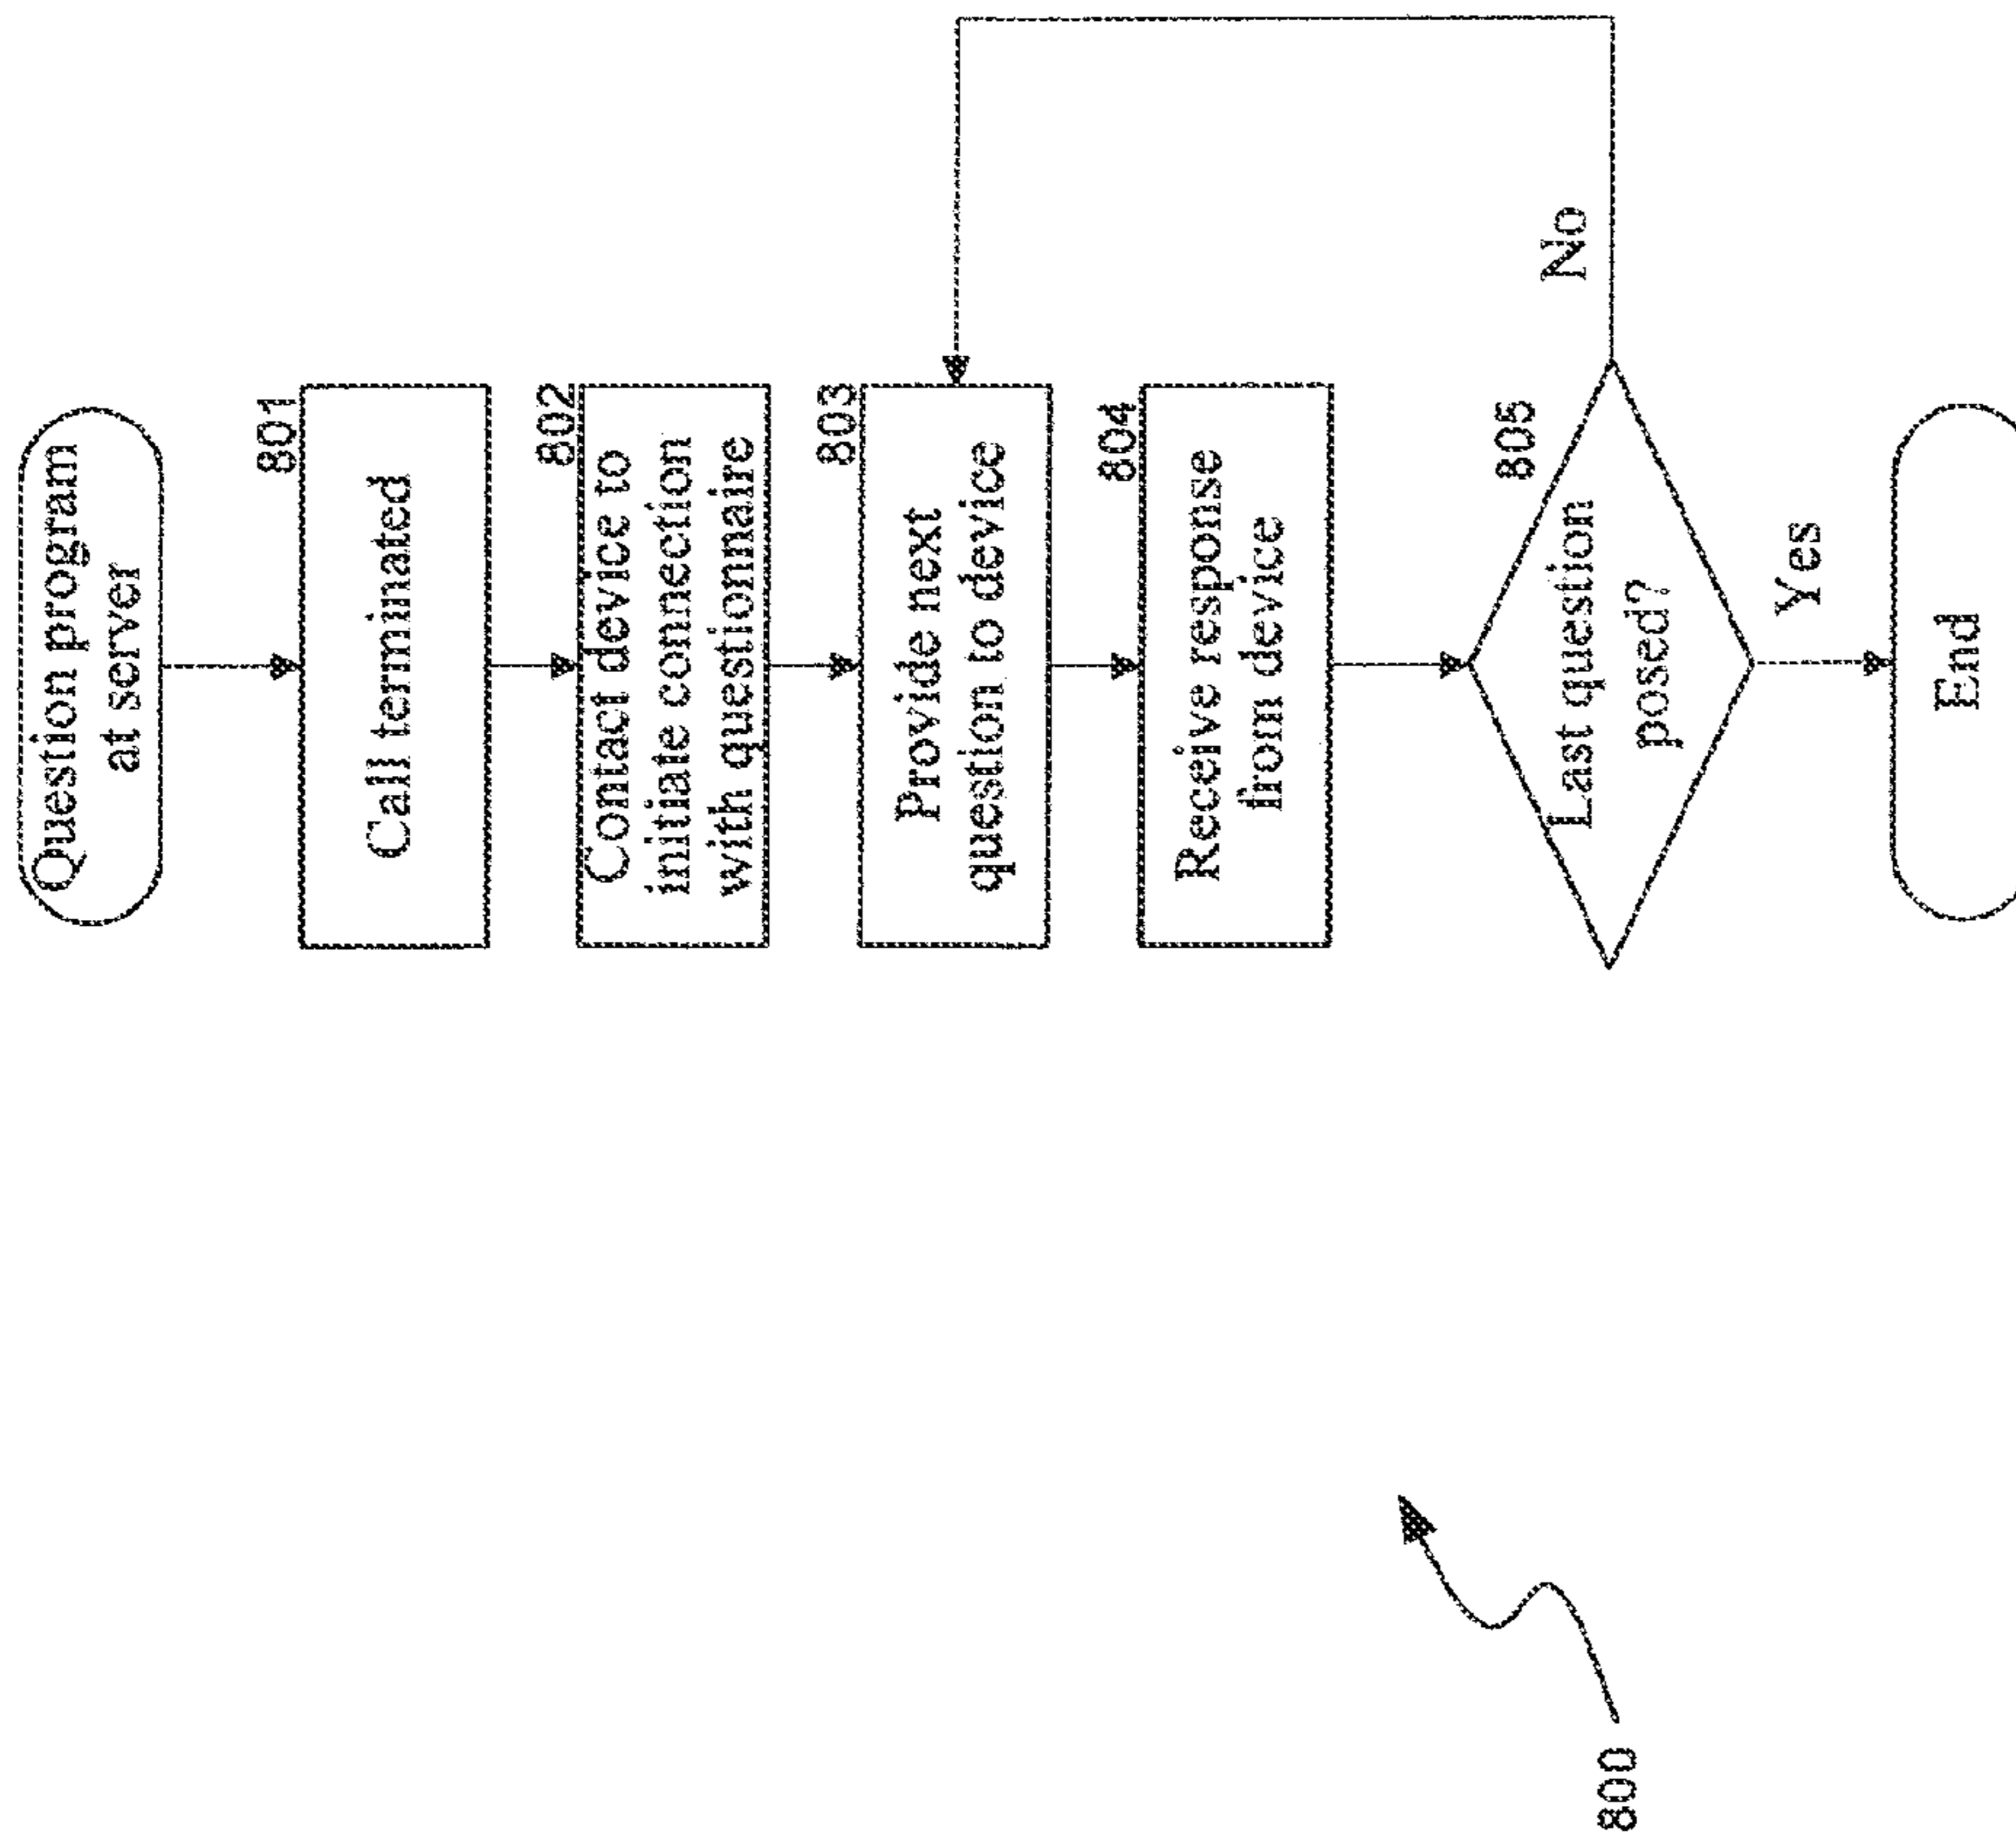 Question program
at server
801
Call terminated
802
Contact device to
initiate connection
with questionnaire
803
Provide next
question to device
804
Receive response
from device
805
Last question
posed?
No
Yes
End
800